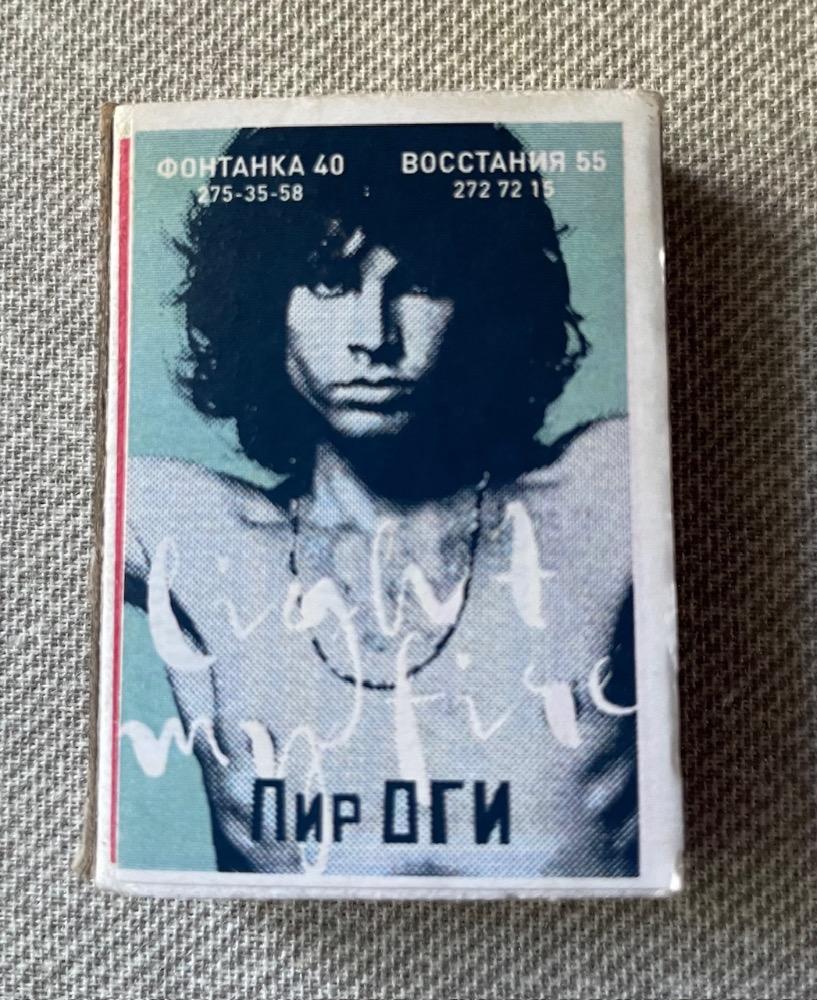 ФОНТАНКА 40 ВОССТАНИЯ 55
275-35-58 272 72 15
light
my fire
Пир ОГИ